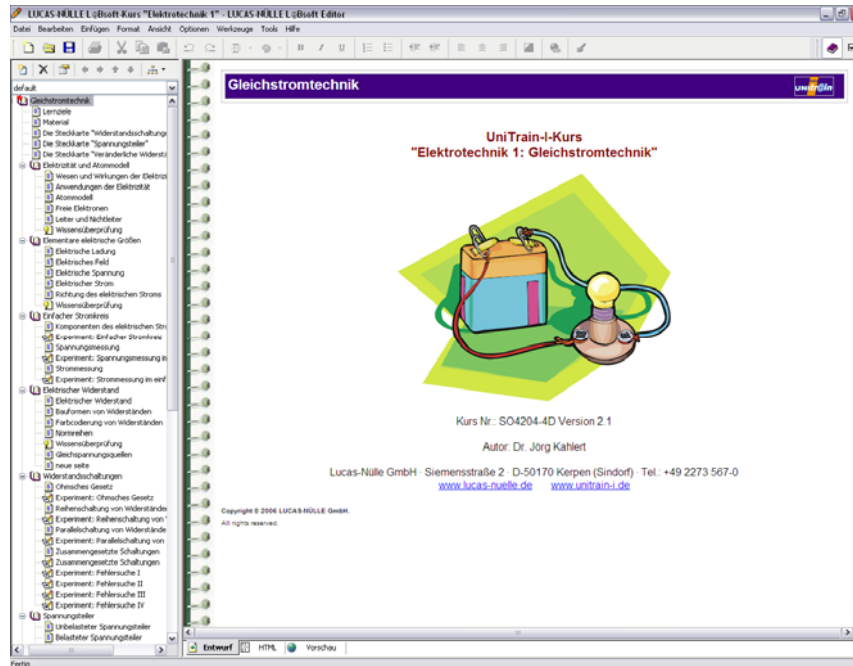 LUCAS-NÜLLE L@Bsoft-Kurs "Elektrotechnik 1" - LUCAS-NÜLLE L@Bsoft Editor
Datei Bearbeiten Einfügen Format Ansicht Optionen Werkzeuge Tools Hilfe
default
Gleichstromtechnik
Lernziele
Material
Die Steckkarte "Widerstandsschaltunge
Die Steckkarte "Spannungsteiler"
Die Steckkarte "Veränderliche Widerstä
Elektrizität und Atommodell
Wesen und Wirkungen der Elektrizi
Anwendungen der Elektrizität
Atommodell
Freie Elektronen
Leiter und Nichtleiter
Wissensüberprüfung
Elementare elektrische Größen
Elektrische Ladung
Elektrisches Feld
Elektrische Spannung
Elektrischer Strom
Richtung des elektrischen Stroms
Wissensüberprüfung
Einfacher Stromkreis
Komponenten des elektrischen Stro
Experiment: Einfacher Stromkreis
Spannungsmessung
Experiment: Spannungsmessung in
Strommessung
Experiment: Strommessung im einf
Elektrischer Widerstand
Elektrischer Widerstand
Bauformen von Widerständen
Farbcodierung von Widerständen
Normreihen
Wissensüberprüfung
Gleichspannungsquellen
neue seite
Widerstandsschaltungen
Ohmsches Gesetz
Experiment: Ohmsches Gesetz
Reihenschaltung von Widerstände
Experiment: Reihenschaltung von
Parallelschaltung von Widerstände
Experiment: Parallelschaltung von
Zusammengesetzte Schaltungen
Zusammengesetzte Schaltungen
Experiment: Fehlersuche I
Experiment: Fehlersuche II
Experiment: Fehlersuche III
Experiment: Fehlersuche IV
Spannungsteiler
Unbelasteter Spannungsteiler
Belasteter Spannungsteiler
Gleichstromtechnik
UniTr@in
UniTrain-I-Kurs
"Elektrotechnik 1: Gleichstromtechnik"
Kurs Nr.: SO4204-4D Version 2.1
Autor: Dr. Jörg Kahlert
Lucas-Nülle GmbH · Siemensstraße 2 · D-50170 Kerpen (Sindorf) · Tel.: +49 2273 567-0
www.lucas-nuelle.de www.unitrain-i.de
Copyright © 2006 LUCAS-NÜLLE GmbH.
All rights reserved.
Entwurf HTML Vorschau
Fertig